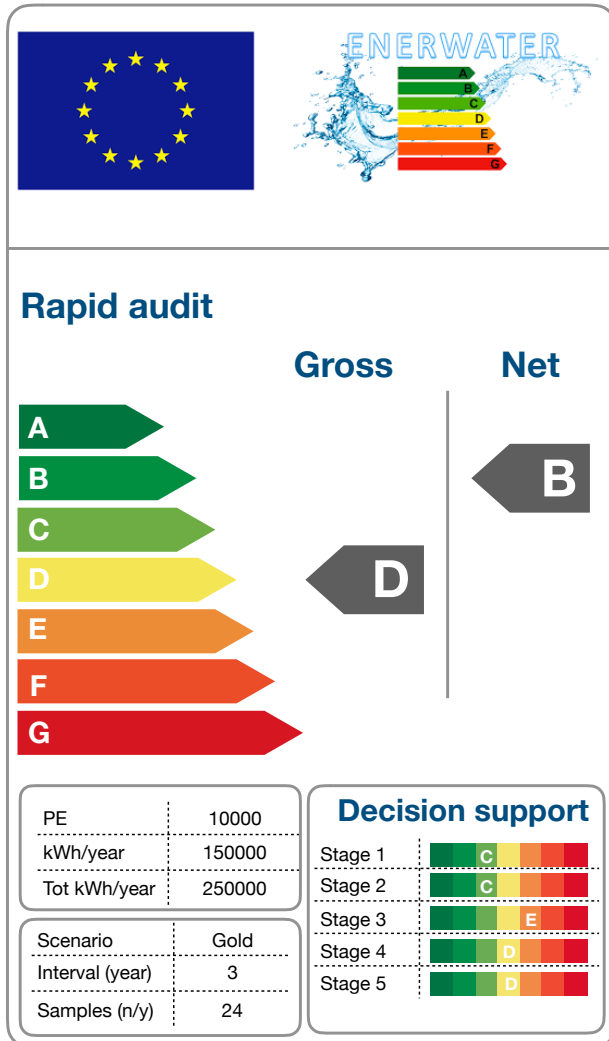 ENERWATER
A
B
C
D
E
F
G
Rapid audit
Gross Net
A
B
C
D
E
F
G
B
D
PE 10000
kWh/year 150000
Tot kWh/year 250000
Scenario Gold
Interval (year) 3
Samples (n/y) 24
Decision support
Stage 1 C
Stage 2 C
Stage 3 E
Stage 4 D
Stage 5 D